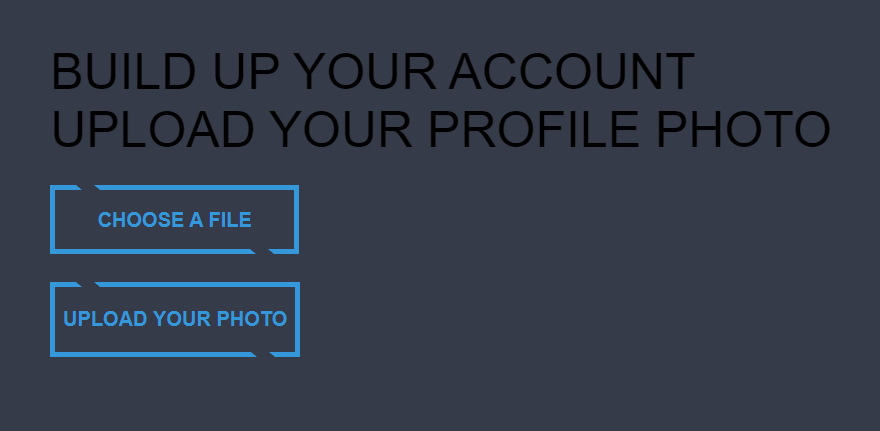 BUILD UP YOUR ACCOUNT
UPLOAD YOUR PROFILE PHOTO
CHOOSE A FILE
UPLOAD YOUR PHOTO